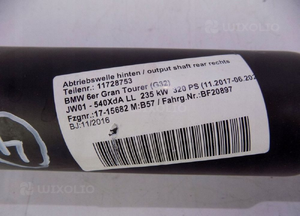 WIXOLIO
Abtriebswelle hinten / output shaft rear rechts
Teilenr.: 11728753
BMW 6er Gran Tourer (G32)
JW01 - 540XdA LL 235 kW 320 PS (11.2017-06.202
Fzgnr.:17-15682 M:B57 / Fahrg.Nr.:BF20897
BJ:11/2016